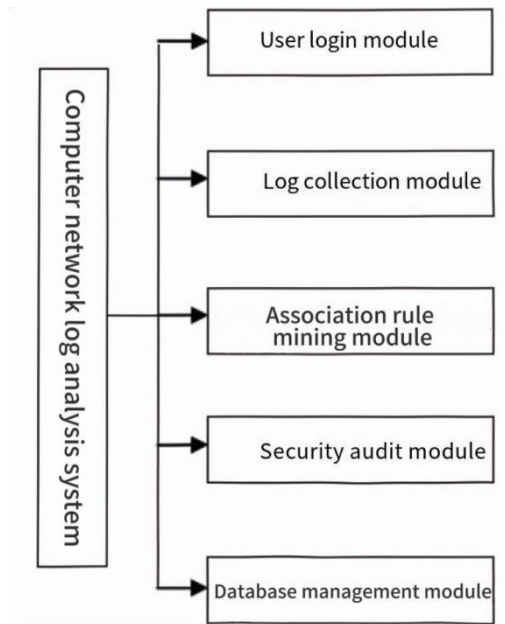 Computer network log analysis system
User login module
Log collection module
Association rule
mining module
Security audit module
Database management module